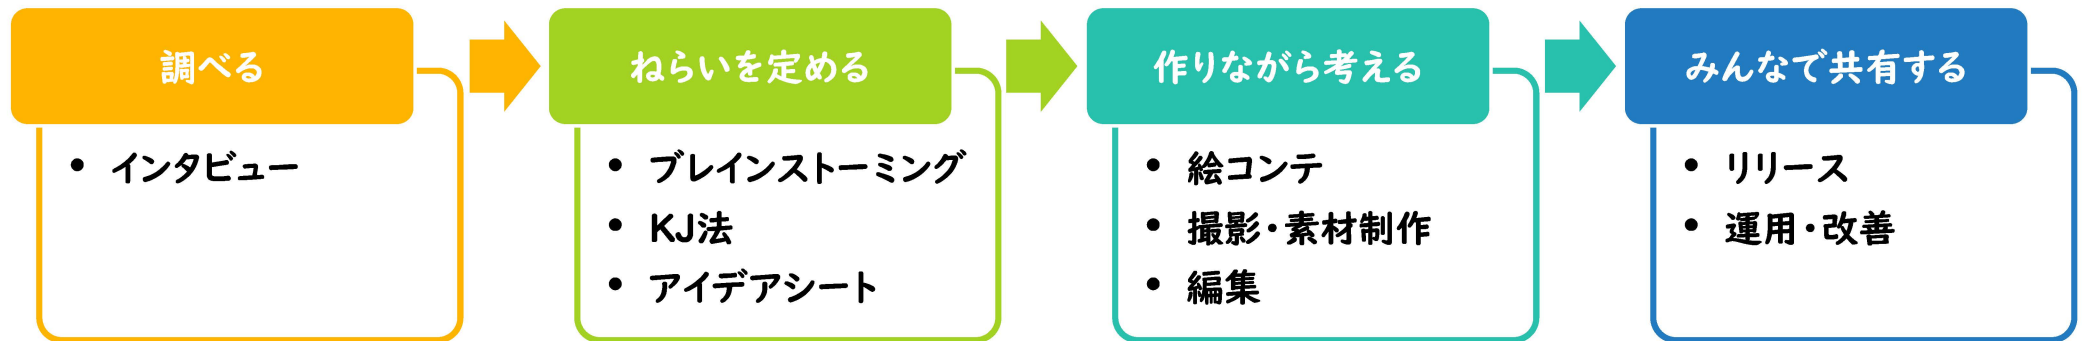 調べる
• インタビュー
ねらいを定める
• ブレインストーミング
• KJ法
• アイデアシート
作りながら考える
• 絵コンテ
• 撮影・素材制作
• 編集
みんなで共有する
• リリース
• 運用・改善